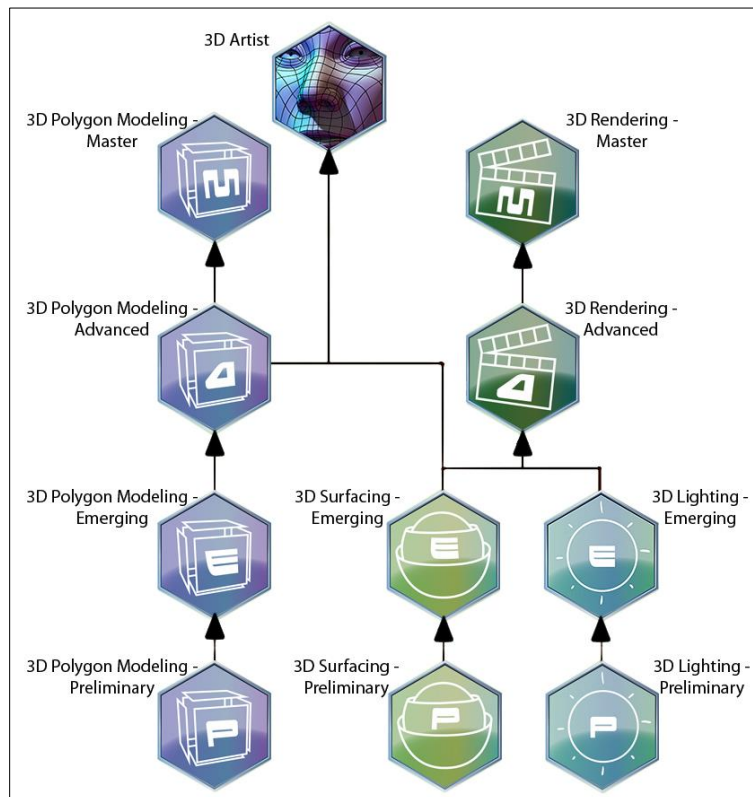 3D Artist
3D Polygon Modeling -
Master
3D Rendering -
Master
3D Polygon Modeling -
Advanced
3D Rendering -
Advanced
3D Polygon Modeling -
Emerging
3D Surfacing -
Emerging
3D Lighting -
Emerging
E
E
E
3D Polygon Modeling -
Preliminary
3D Surfacing -
Preliminary
3D Lighting -
Preliminary
P
P
P